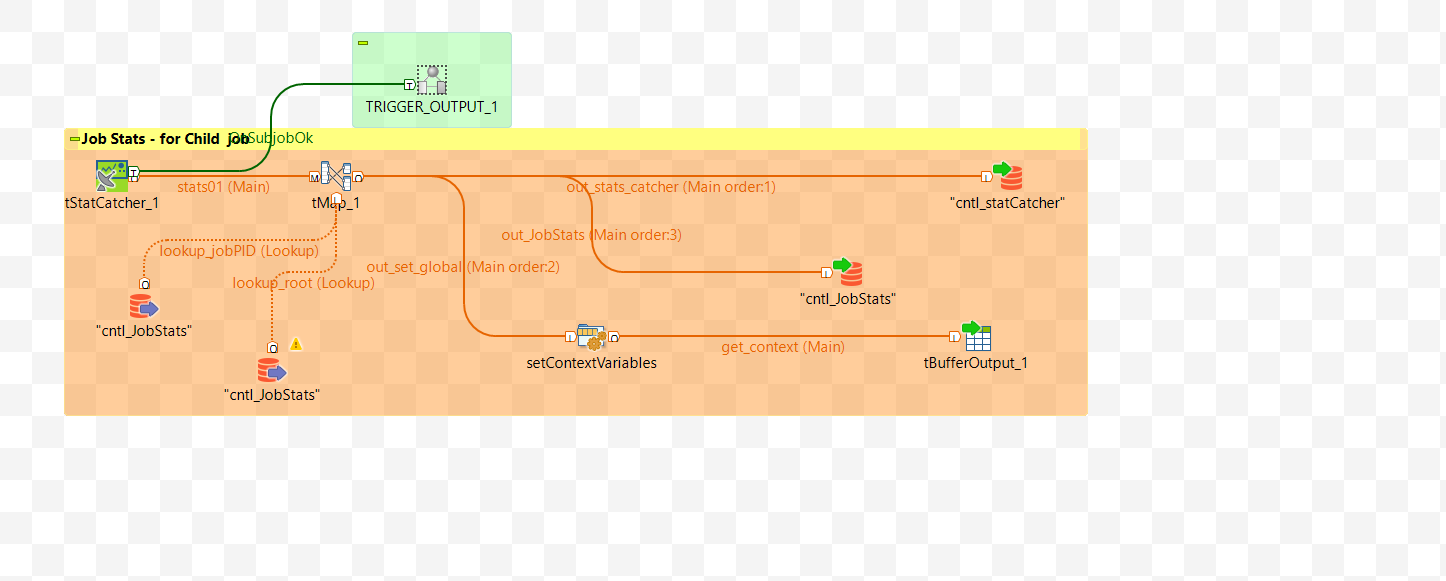 TRIGGER_OUTPUT_1
Job Stats - for Child job
OnSubjobOk
tStatCatcher_1
stats01 (Main)
tMap_1
out_stats_catcher (Main order:1)
"cntl_statCatcher"
lookup_jobPID (Lookup)
out_JobStats (Main order:3)
lookup_root (Lookup)
out_set_global (Main order:2)
"cntl_JobStats"
"cntl_JobStats"
setContextVariables
get_context (Main)
tBufferOutput_1
"cntl_JobStats"